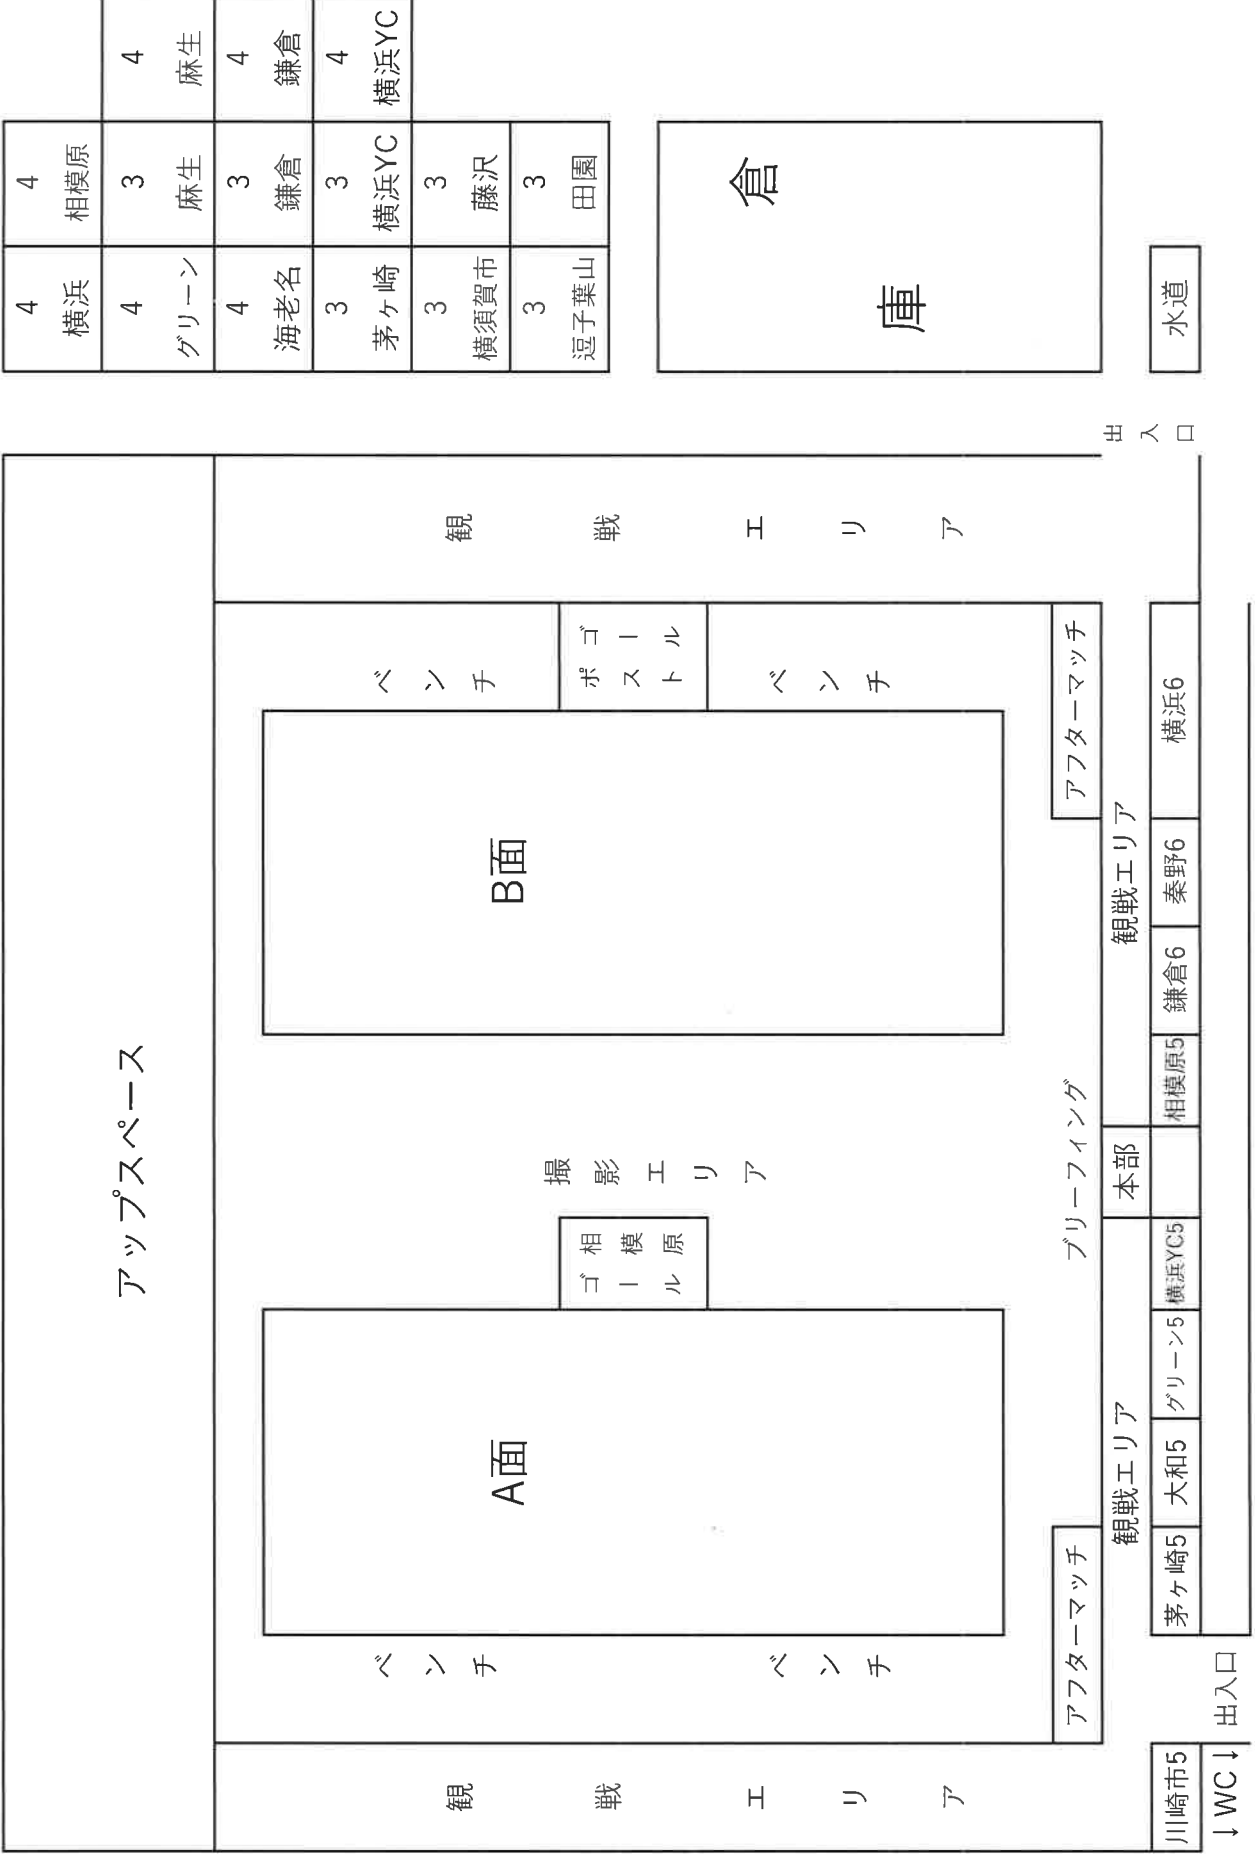 アップスペース
4 横浜
4 相模原
4 グリーン
3 麻生
4 麻生
4 海老名
3 鎌倉
4 鎌倉
3 茅ヶ崎
3 横浜YC
4 横浜YC
3 横須賀市
3 藤沢
3 逗子葉山
3 田園
観戦エリア
ベンチ
ベンチ
A面
相模原
ゴール
撮影エリア
B面
ベンチ
ゴール
ポスト
ベンチ
観戦エリア
倉
庫
アフターマッチ
ブリーフィング
アフターマッチ
観戦エリア
本部
観戦エリア
出入口
川崎市5
茅ヶ崎5
大和5
グリーン5
横浜YC5
相模原5
鎌倉6
秦野6
横浜6
水道
↓WC↓
出入口